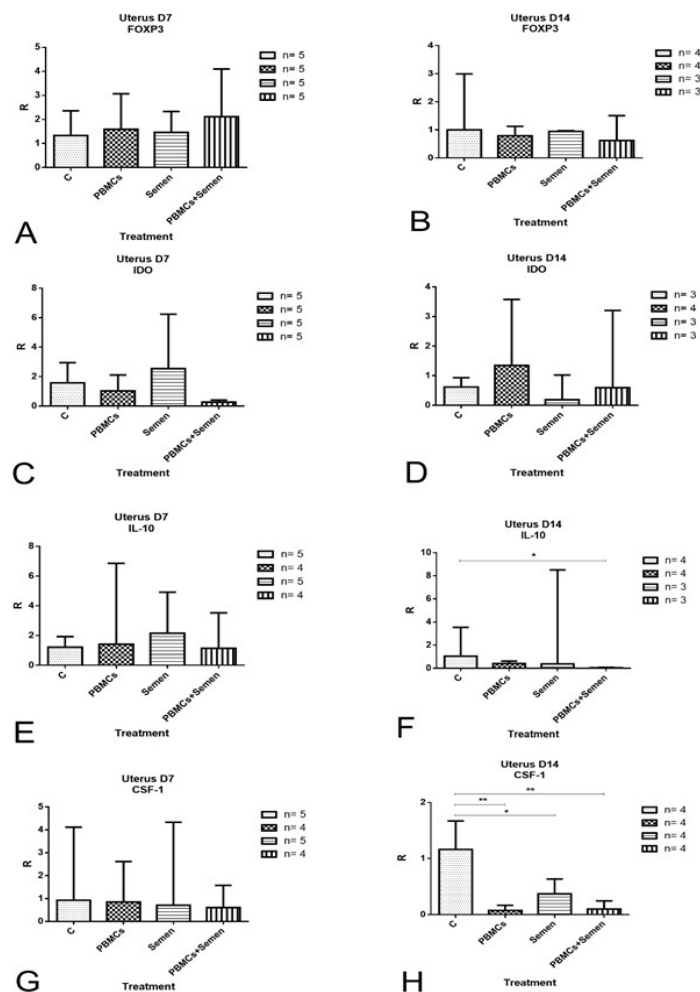 Uterus D7
FOXP3
R
5
4
3
2
1
0
C
PBMCs
Semen
PBMCs+Semen
n= 5
n= 5
n= 5
n= 5
A
Treatment
Uterus D14
FOXP3
R
4
3
2
1
0
C
PBMCs
Semen
PBMCs+Semen
n= 4
n= 4
n= 3
n= 3
B
Treatment
Uterus D7
IDO
R
8
6
4
2
0
C
PBMCs
Semen
PBMCs+Semen
n= 5
n= 5
n= 5
n= 5
C
Treatment
Uterus D14
IDO
R
4
3
2
1
0
C
PBMCs
Semen
PBMCs+Semen
n= 3
n= 4
n= 3
n= 3
D
Treatment
Uterus D7
IL-10
R
8
6
4
2
0
C
PBMCs
Semen
PBMCs+Semen
n= 5
n= 4
n= 5
n= 4
E
Treatment
Uterus D14
IL-10
R
10
8
6
4
2
0
*
C
PBMCs
Semen
PBMCs+Semen
n= 4
n= 4
n= 3
n= 3
F
Treatment
Uterus D7
CSF-1
R
5
4
3
2
1
0
C
PBMCs
Semen
PBMCs+Semen
n= 5
n= 4
n= 5
n= 4
G
Treatment
Uterus D14
CSF-1
R
2
1
0
**
**
*
C
PBMCs
Semen
PBMCs+Semen
n= 4
n= 4
n= 4
n= 4
H
Treatment